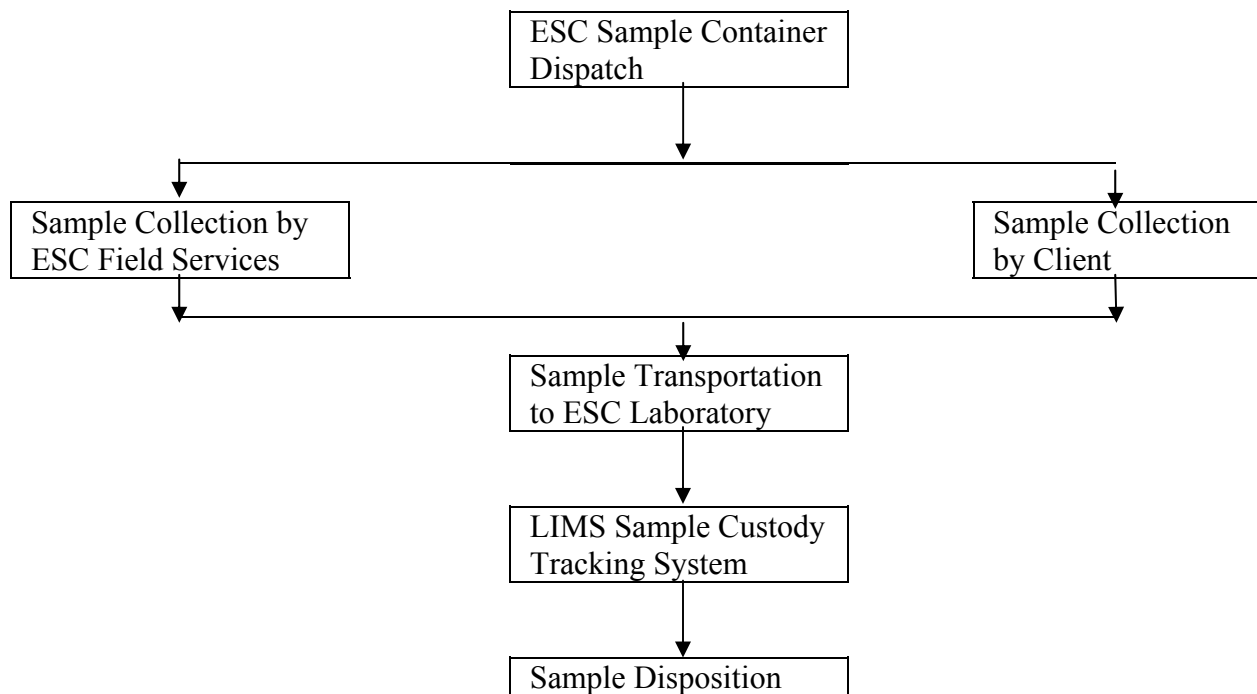 ESC Sample Container
Dispatch
Sample Collection by
ESC Field Services
Sample Collection
by Client
Sample Transportation
to ESC Laboratory
LIMS Sample Custody
Tracking System
Sample Disposition